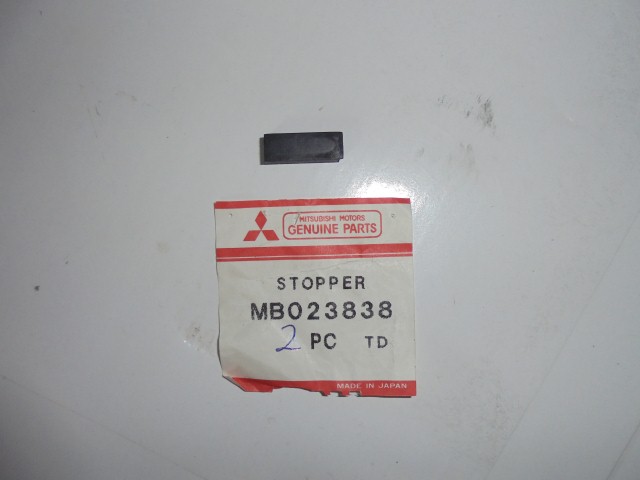 MITSUBISHI MOTORS
GENUINE PARTS
STOPPER
MB023838
2 PC TD
MADE IN JAPAN